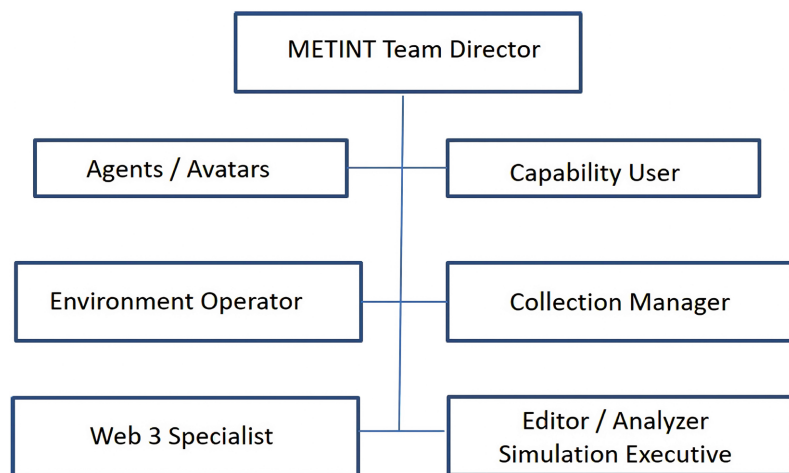 METINT Team Director
Agents / Avatars
Capability User
Environment Operator
Collection Manager
Web 3 Specialist
Editor / Analyzer
Simulation Executive